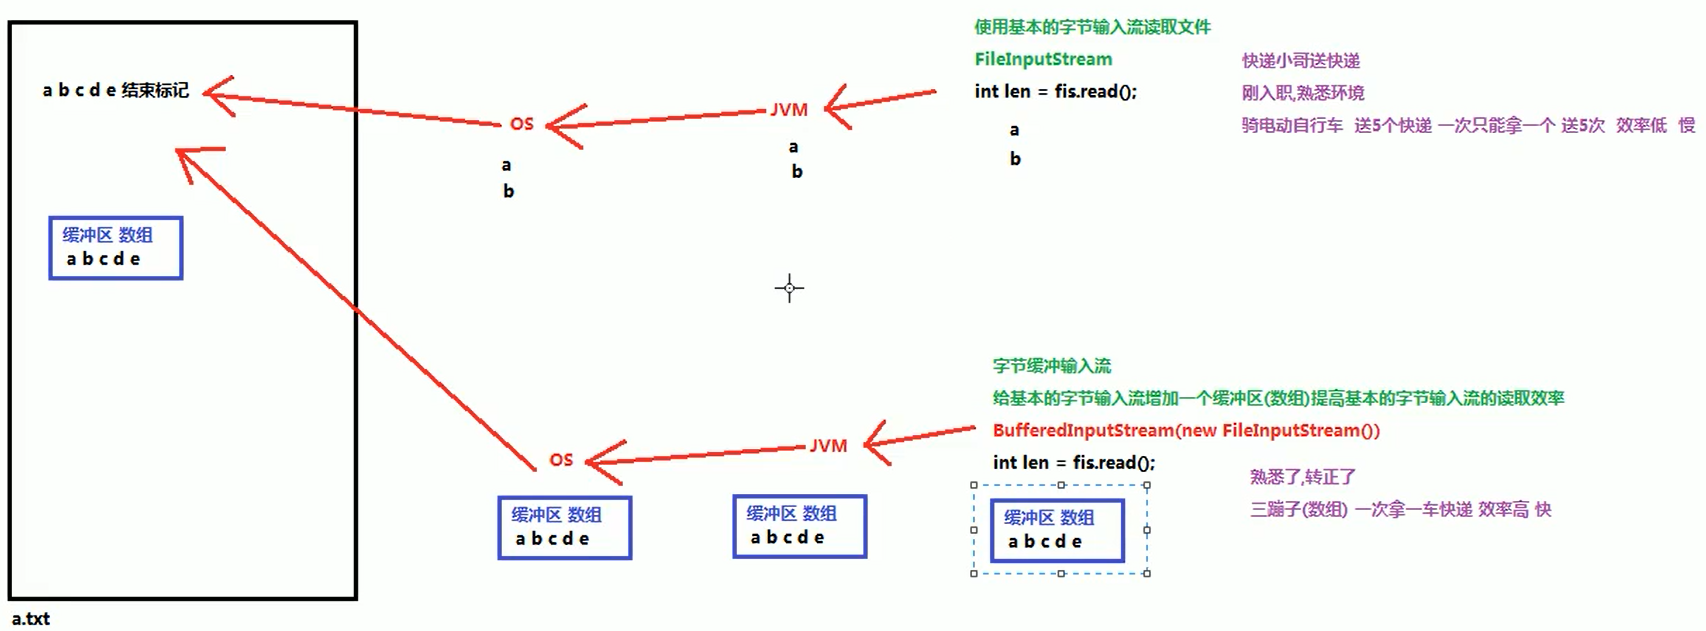 使用基本的字节输入流读取文件
FileInputStream
快递小哥送快递
a b c d e 结束标记
int len = fis.read();
刚入职,熟悉环境
OS
JVM
骑电动自行车 送5个快递 一次只能拿一个 送5次 效率低 慢
a
b
a
b
a
b
缓冲区 数组
a b c d e
字节缓冲输入流
给基本的字节输入流增加一个缓冲区(数组)提高基本的字节输入流的读取效率
BufferedInputStream(new FileInputStream())
OS
JVM
int len = fis.read();
熟悉了,转正了
三蹦子(数组) 一次拿一车快递 效率高 快
缓冲区 数组
a b c d e
缓冲区 数组
a b c d e
缓冲区 数组
a b c d e
a.txt